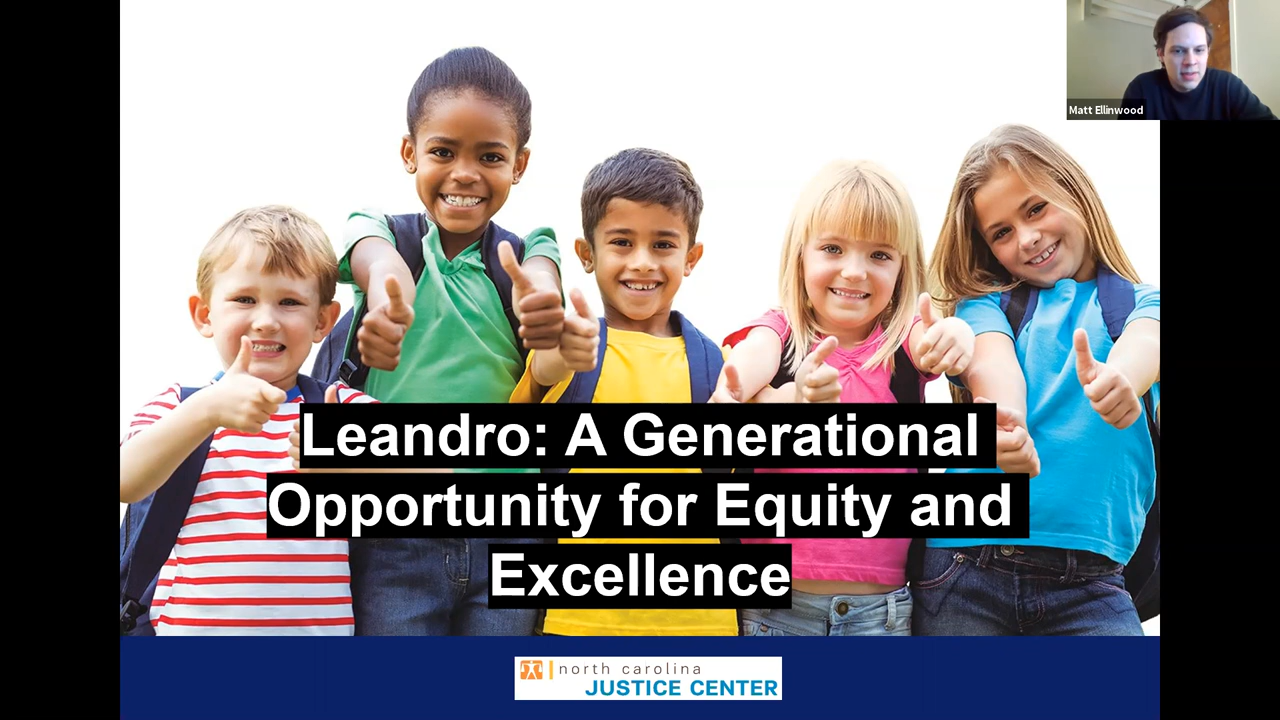 Matt Ellinwood
Leandro: A Generational
Opportunity for Equity and
Excellence
north carolina
JUSTICE CENTER